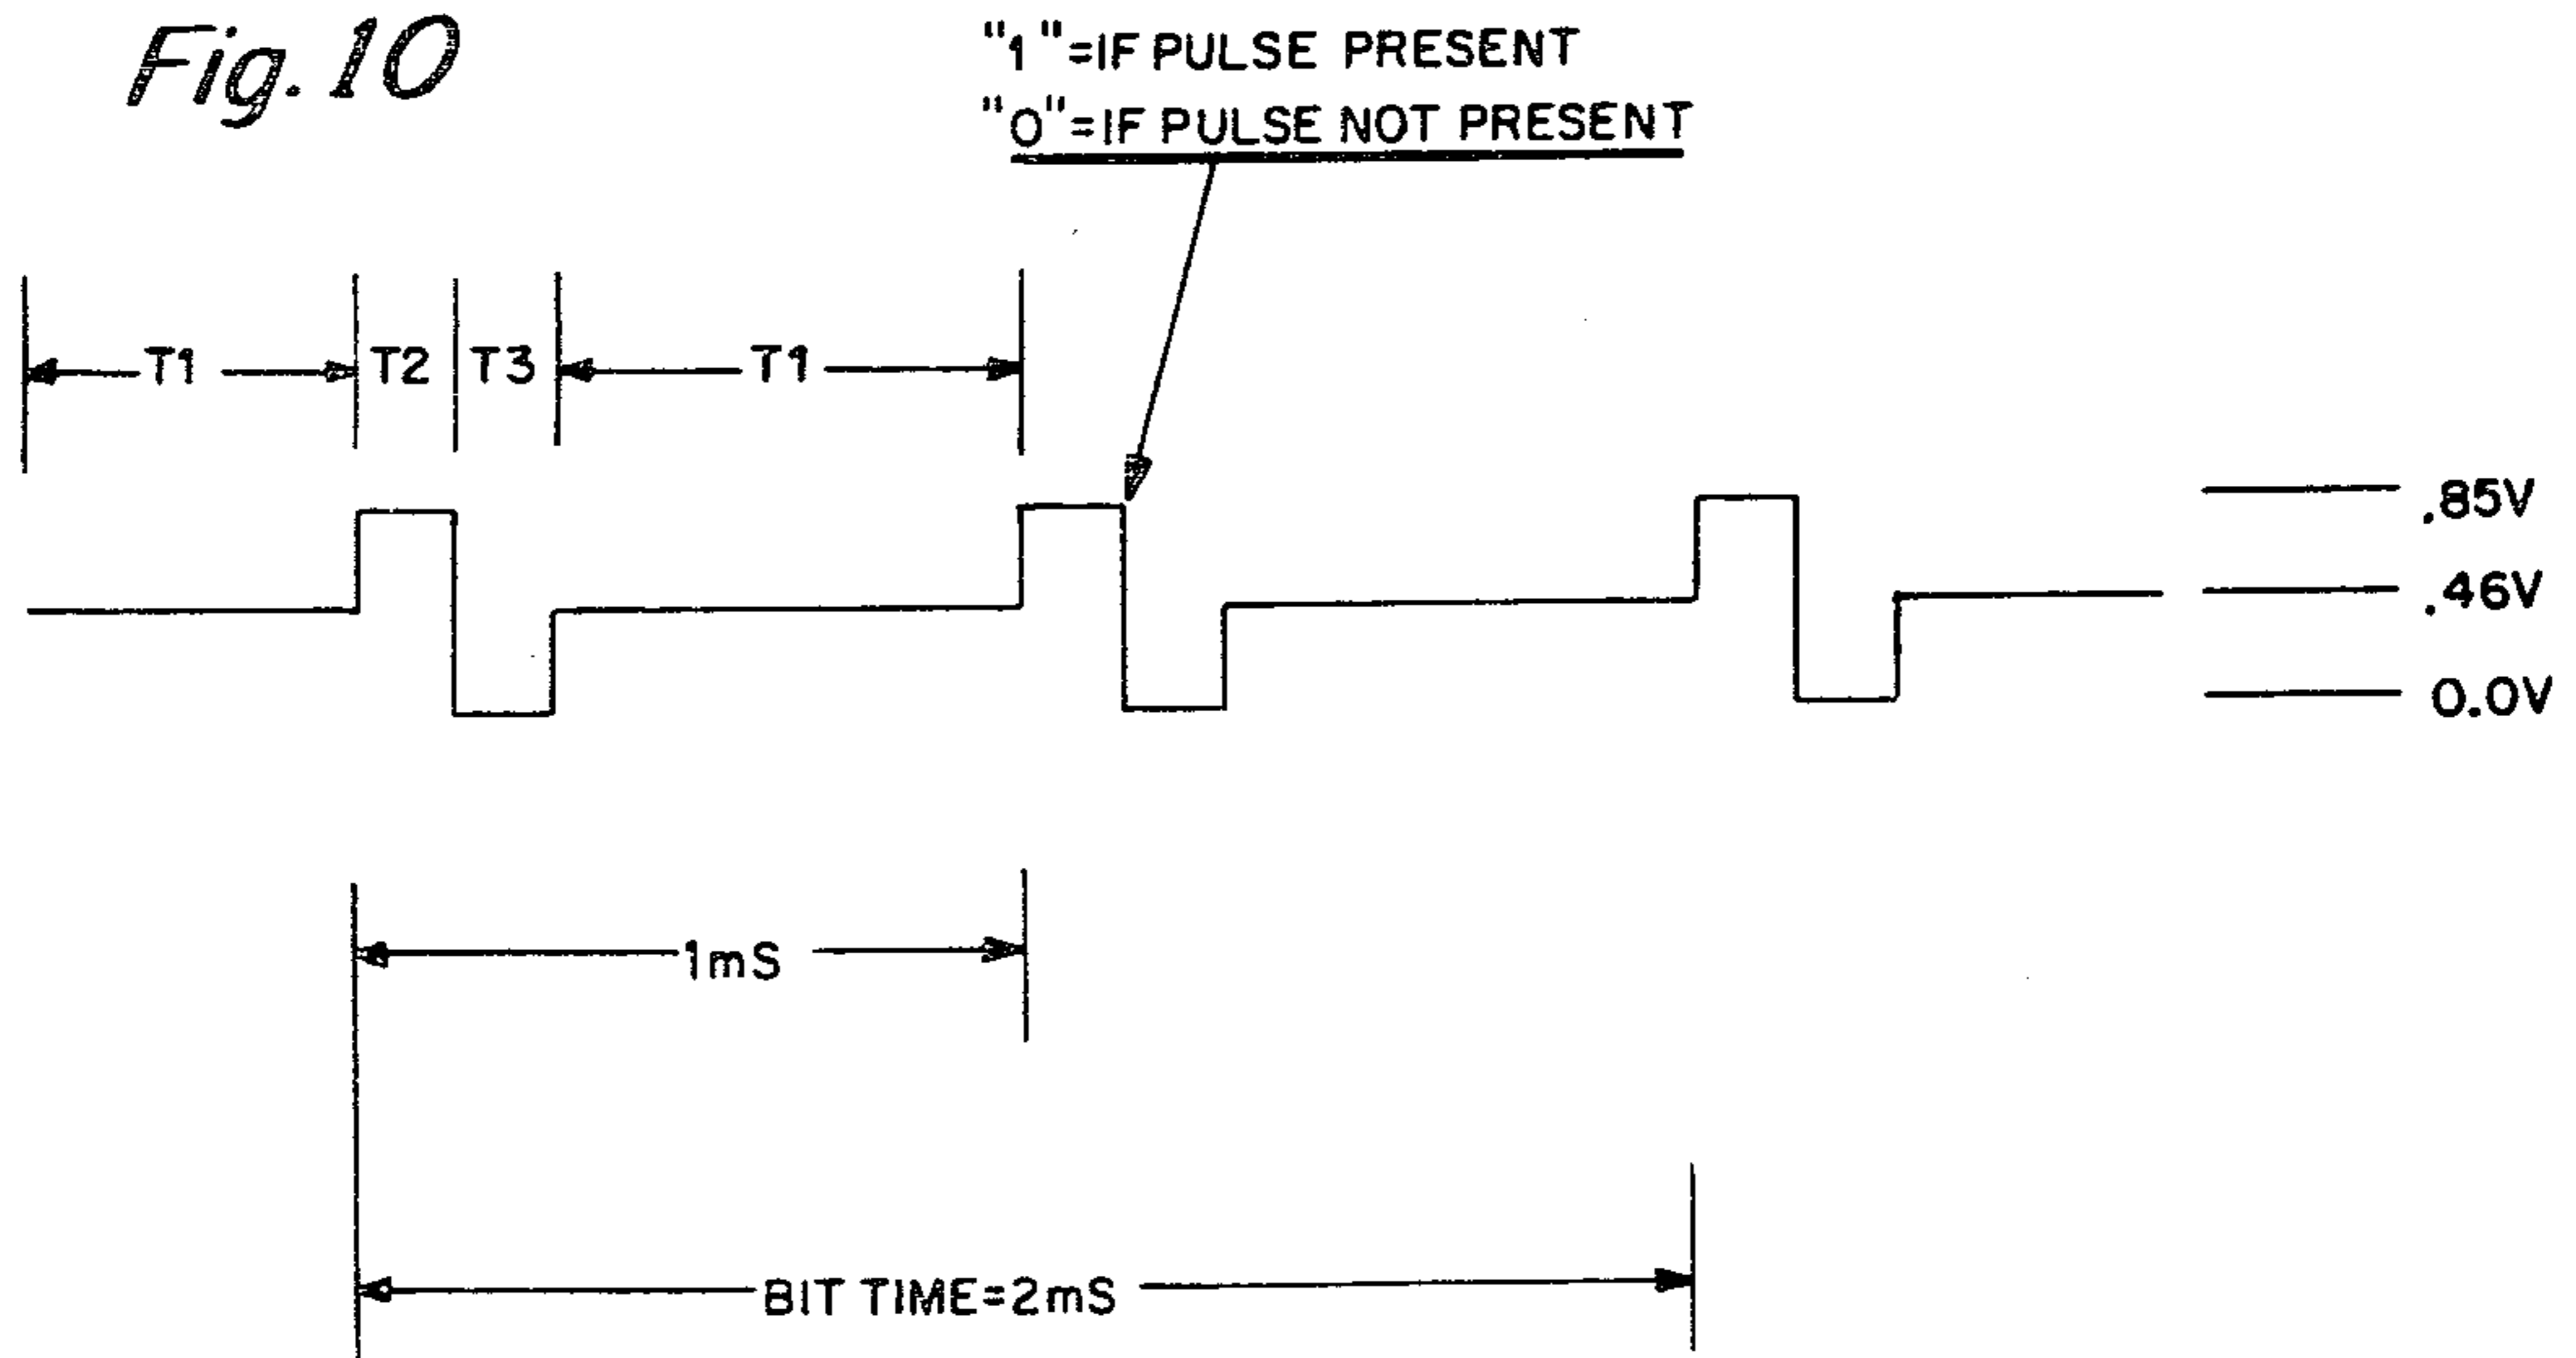 Fig. 10
"1"=IF PULSE PRESENT
"0"=IF PULSE NOT PRESENT
T1 T2 T3 T1
.85V
.46V
0.0V
1mS
BIT TIME=2mS